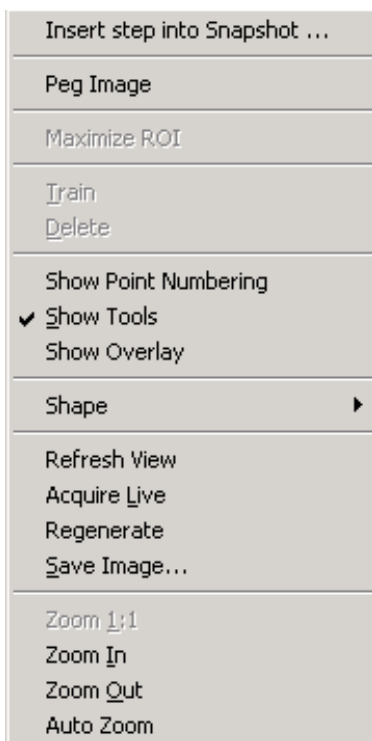 Insert step into Snapshot ...
Peg Image
Maximize ROI
Train
Delete
Show Point Numbering
Show Tools
Show Overlay
Shape
Refresh View
Acquire Live
Regenerate
Save Image...
Zoom 1:1
Zoom In
Zoom Out
Auto Zoom